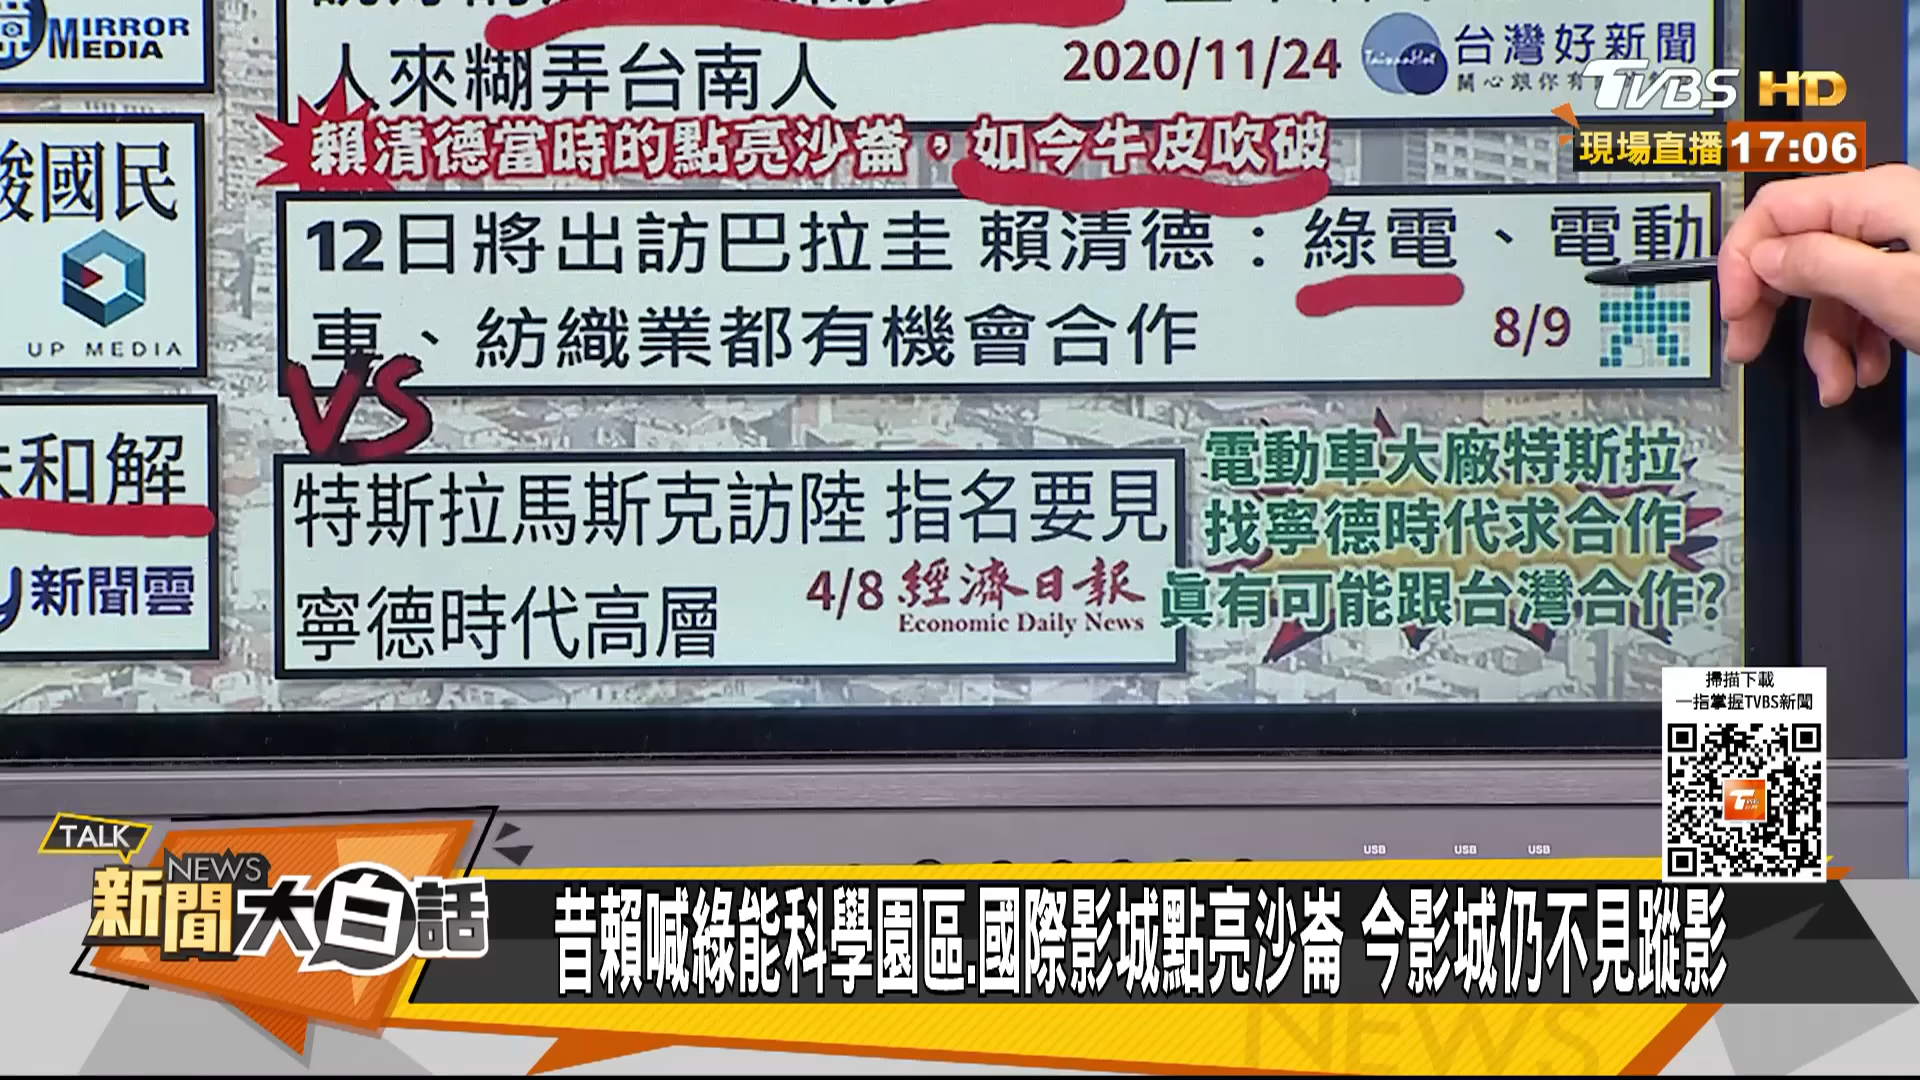 MIRROR
MEDIA
人來糊弄台南人
2020/11/24
台灣好新聞
TVBS HD
現場直播 17:06
賴清德當時的點亮沙崙，如今牛皮吹破
國民
UP MEDIA
12日將出訪巴拉圭 賴清德：綠電、電動
車、紡織業都有機會合作
8/9
VS
和解
新聞雲
特斯拉馬斯克訪陸 指名要見
寧德時代高層
4/8 經濟日報
Economic Daily News
電動車大廠特斯拉
找寧德時代求合作
真有可能跟台灣合作?
掃描下載
一指掌握TVBS新聞
USB USB USB
TALK
NEWS
新聞大白話
昔賴喊綠能科學園區.國際影城點亮沙崙 今影城仍不見蹤影
NEWS